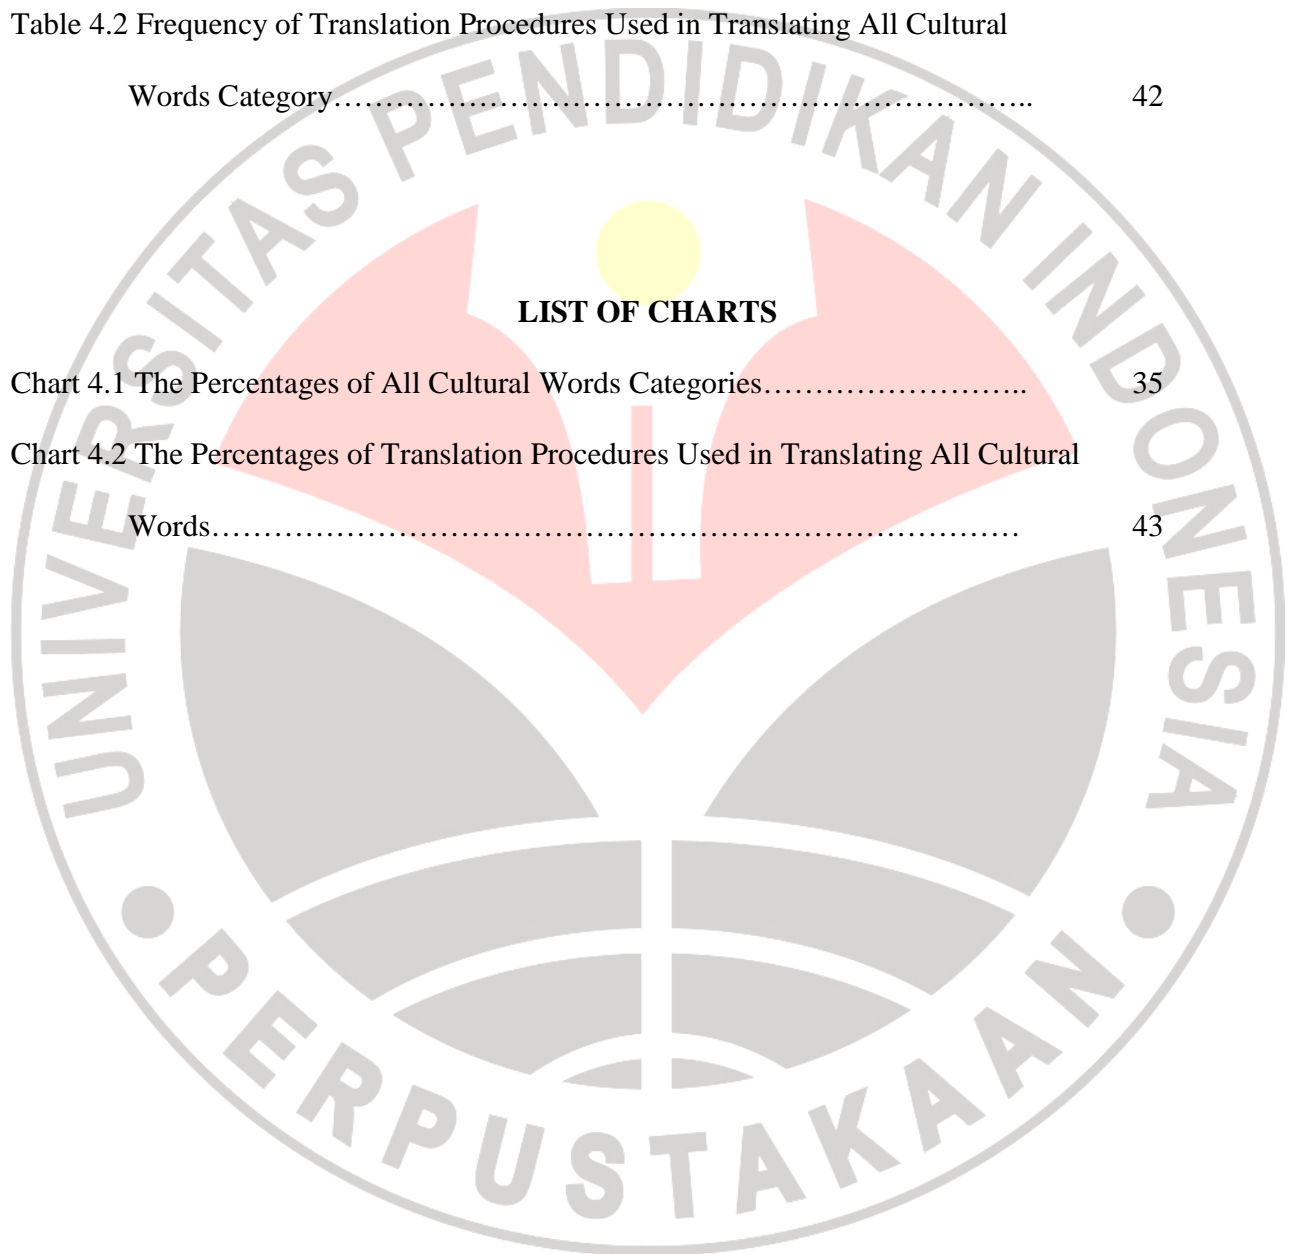 Table 4.2 Frequency of Translation Procedures Used in Translating All Cultural
Words Category……………………………………………………………….. 42
LIST OF CHARTS
Chart 4.1 The Percentages of All Cultural Words Categories…………………….. 35
Chart 4.2 The Percentages of Translation Procedures Used in Translating All Cultural
Words…………………………………………………………………… 43
UNIVERSITAS PENDIDIKAN INDONESIA
PERPUSTAKAAN